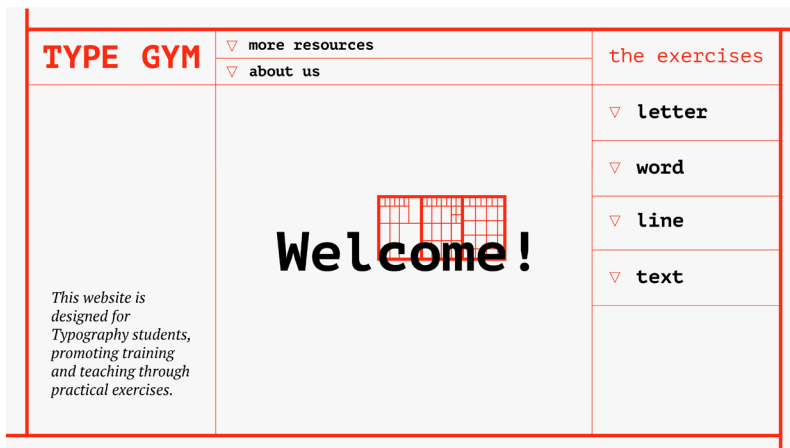 TYPE GYM
more resources
about us
the exercises
letter
word
line
text
Welcome!
This website is
designed for
Typography students,
promoting training
and teaching through
practical exercises.